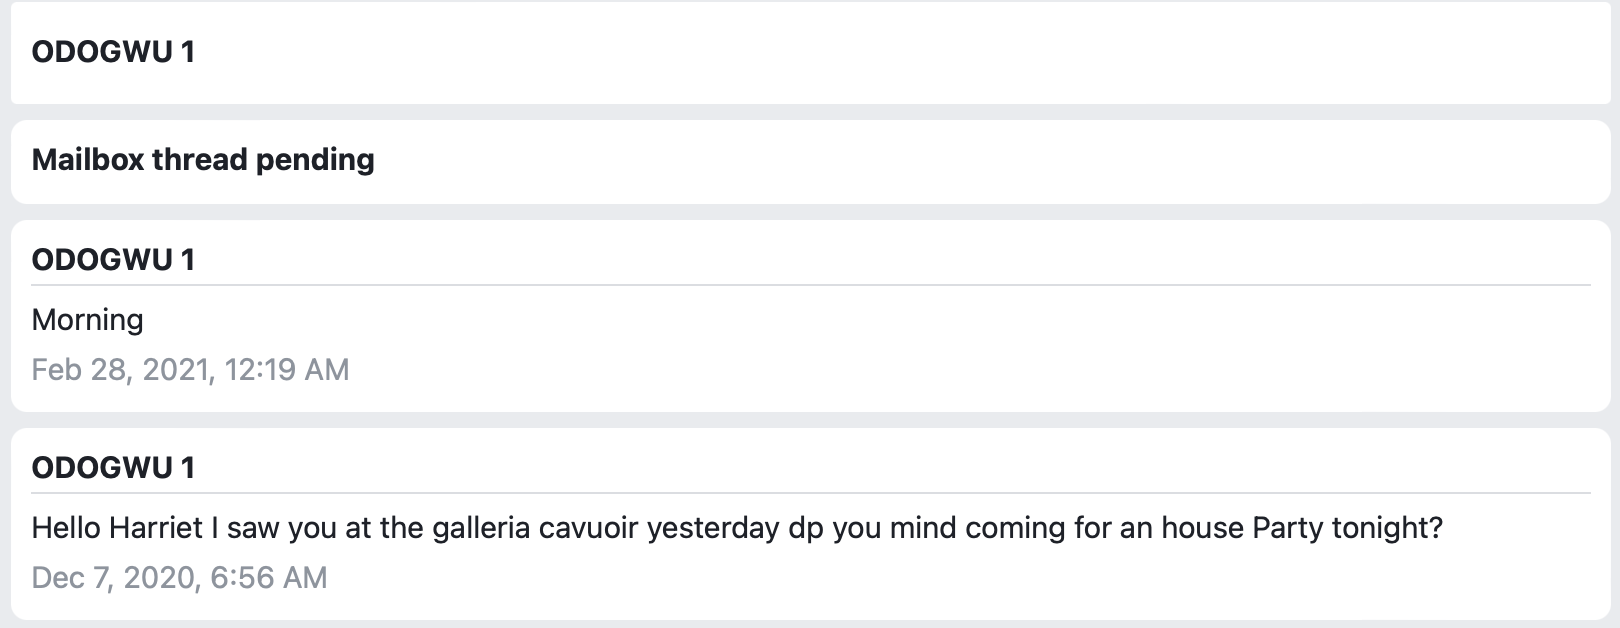 ODOGWU 1
Mailbox thread pending
ODOGWU 1
Morning
Feb 28, 2021, 12:19 AM
ODOGWU 1
Hello Harriet I saw you at the galleria cavuoir yesterday dp you mind coming for an house Party tonight?
Dec 7, 2020, 6:56 AM